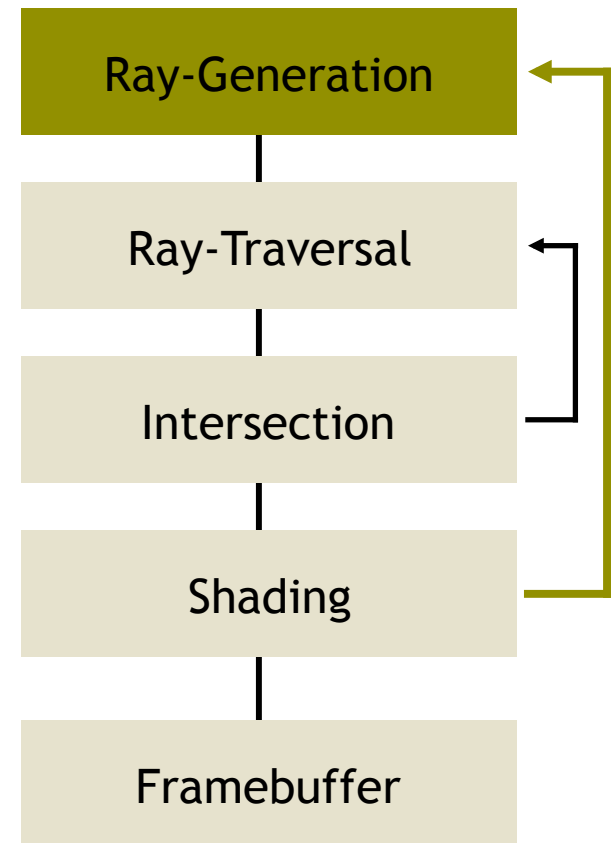 Ray-Generation
Ray-Traversal
Intersection
Shading
Framebuffer